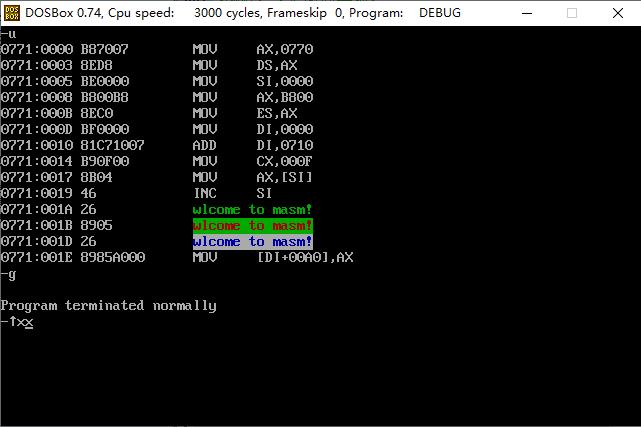 DOS BOX DOSBox 0.74, Cpu speed: 3000 cycles, Frameskip 0, Program: DEBUG
-u
0771:0000 B87007 MOV AX,0770
0771:0003 8ED8 MOV DS,AX
0771:0005 BE0000 MOV SI,0000
0771:0008 B800B8 MOV AX,B800
0771:000B 8EC0 MOV ES,AX
0771:000D BF0000 MOV DI,0000
0771:0010 81C71007 ADD DI,0710
0771:0014 B90F00 MOV CX,000F
0771:0017 8B04 MOV AX,[SI]
0771:0019 46 INC SI
0771:001A 26 wlcome to masm!
0771:001B 8905 wlcome to masm!
0771:001D 26 wlcome to masm!
0771:001E 8985A000 MOV [DI+00A0],AX
-g
Program terminated normally
-↑xx